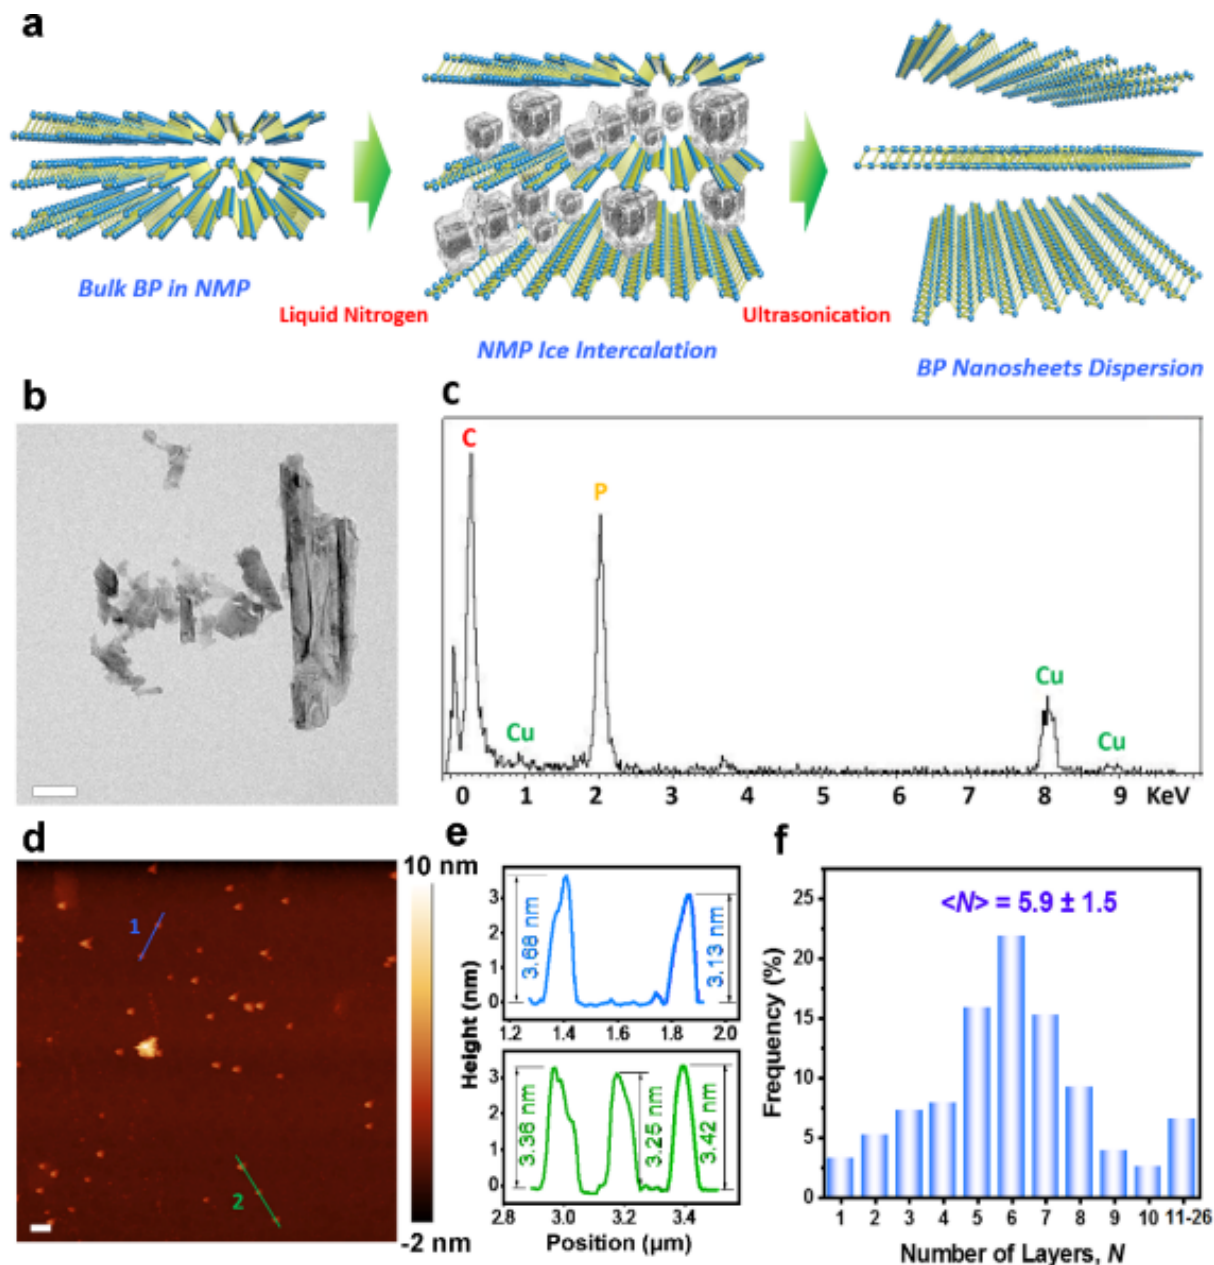 a
Bulk BP in NMP
Liquid Nitrogen
NMP Ice Intercalation
Ultrasonication
BP Nanosheets Dispersion
b
c
C
P
Cu
Cu
Cu
0 1 2 3 4 5 6 7 8 9 KeV
d
1
2
10 nm
-2 nm
e
Height (nm)
3
2
1
0
3.68 nm
3.13 nm
1.2 1.4 1.6 1.8 2.0
3
2
1
0
3.38 nm
3.25 nm
3.42 nm
2.8 3.0 3.2 3.4
Position (μm)
f
<N> = 5.9 ± 1.5
Frequency (%)
25
20
15
10
5
0
1 2 3 4 5 6 7 8 9 10 11-26
Number of Layers, N